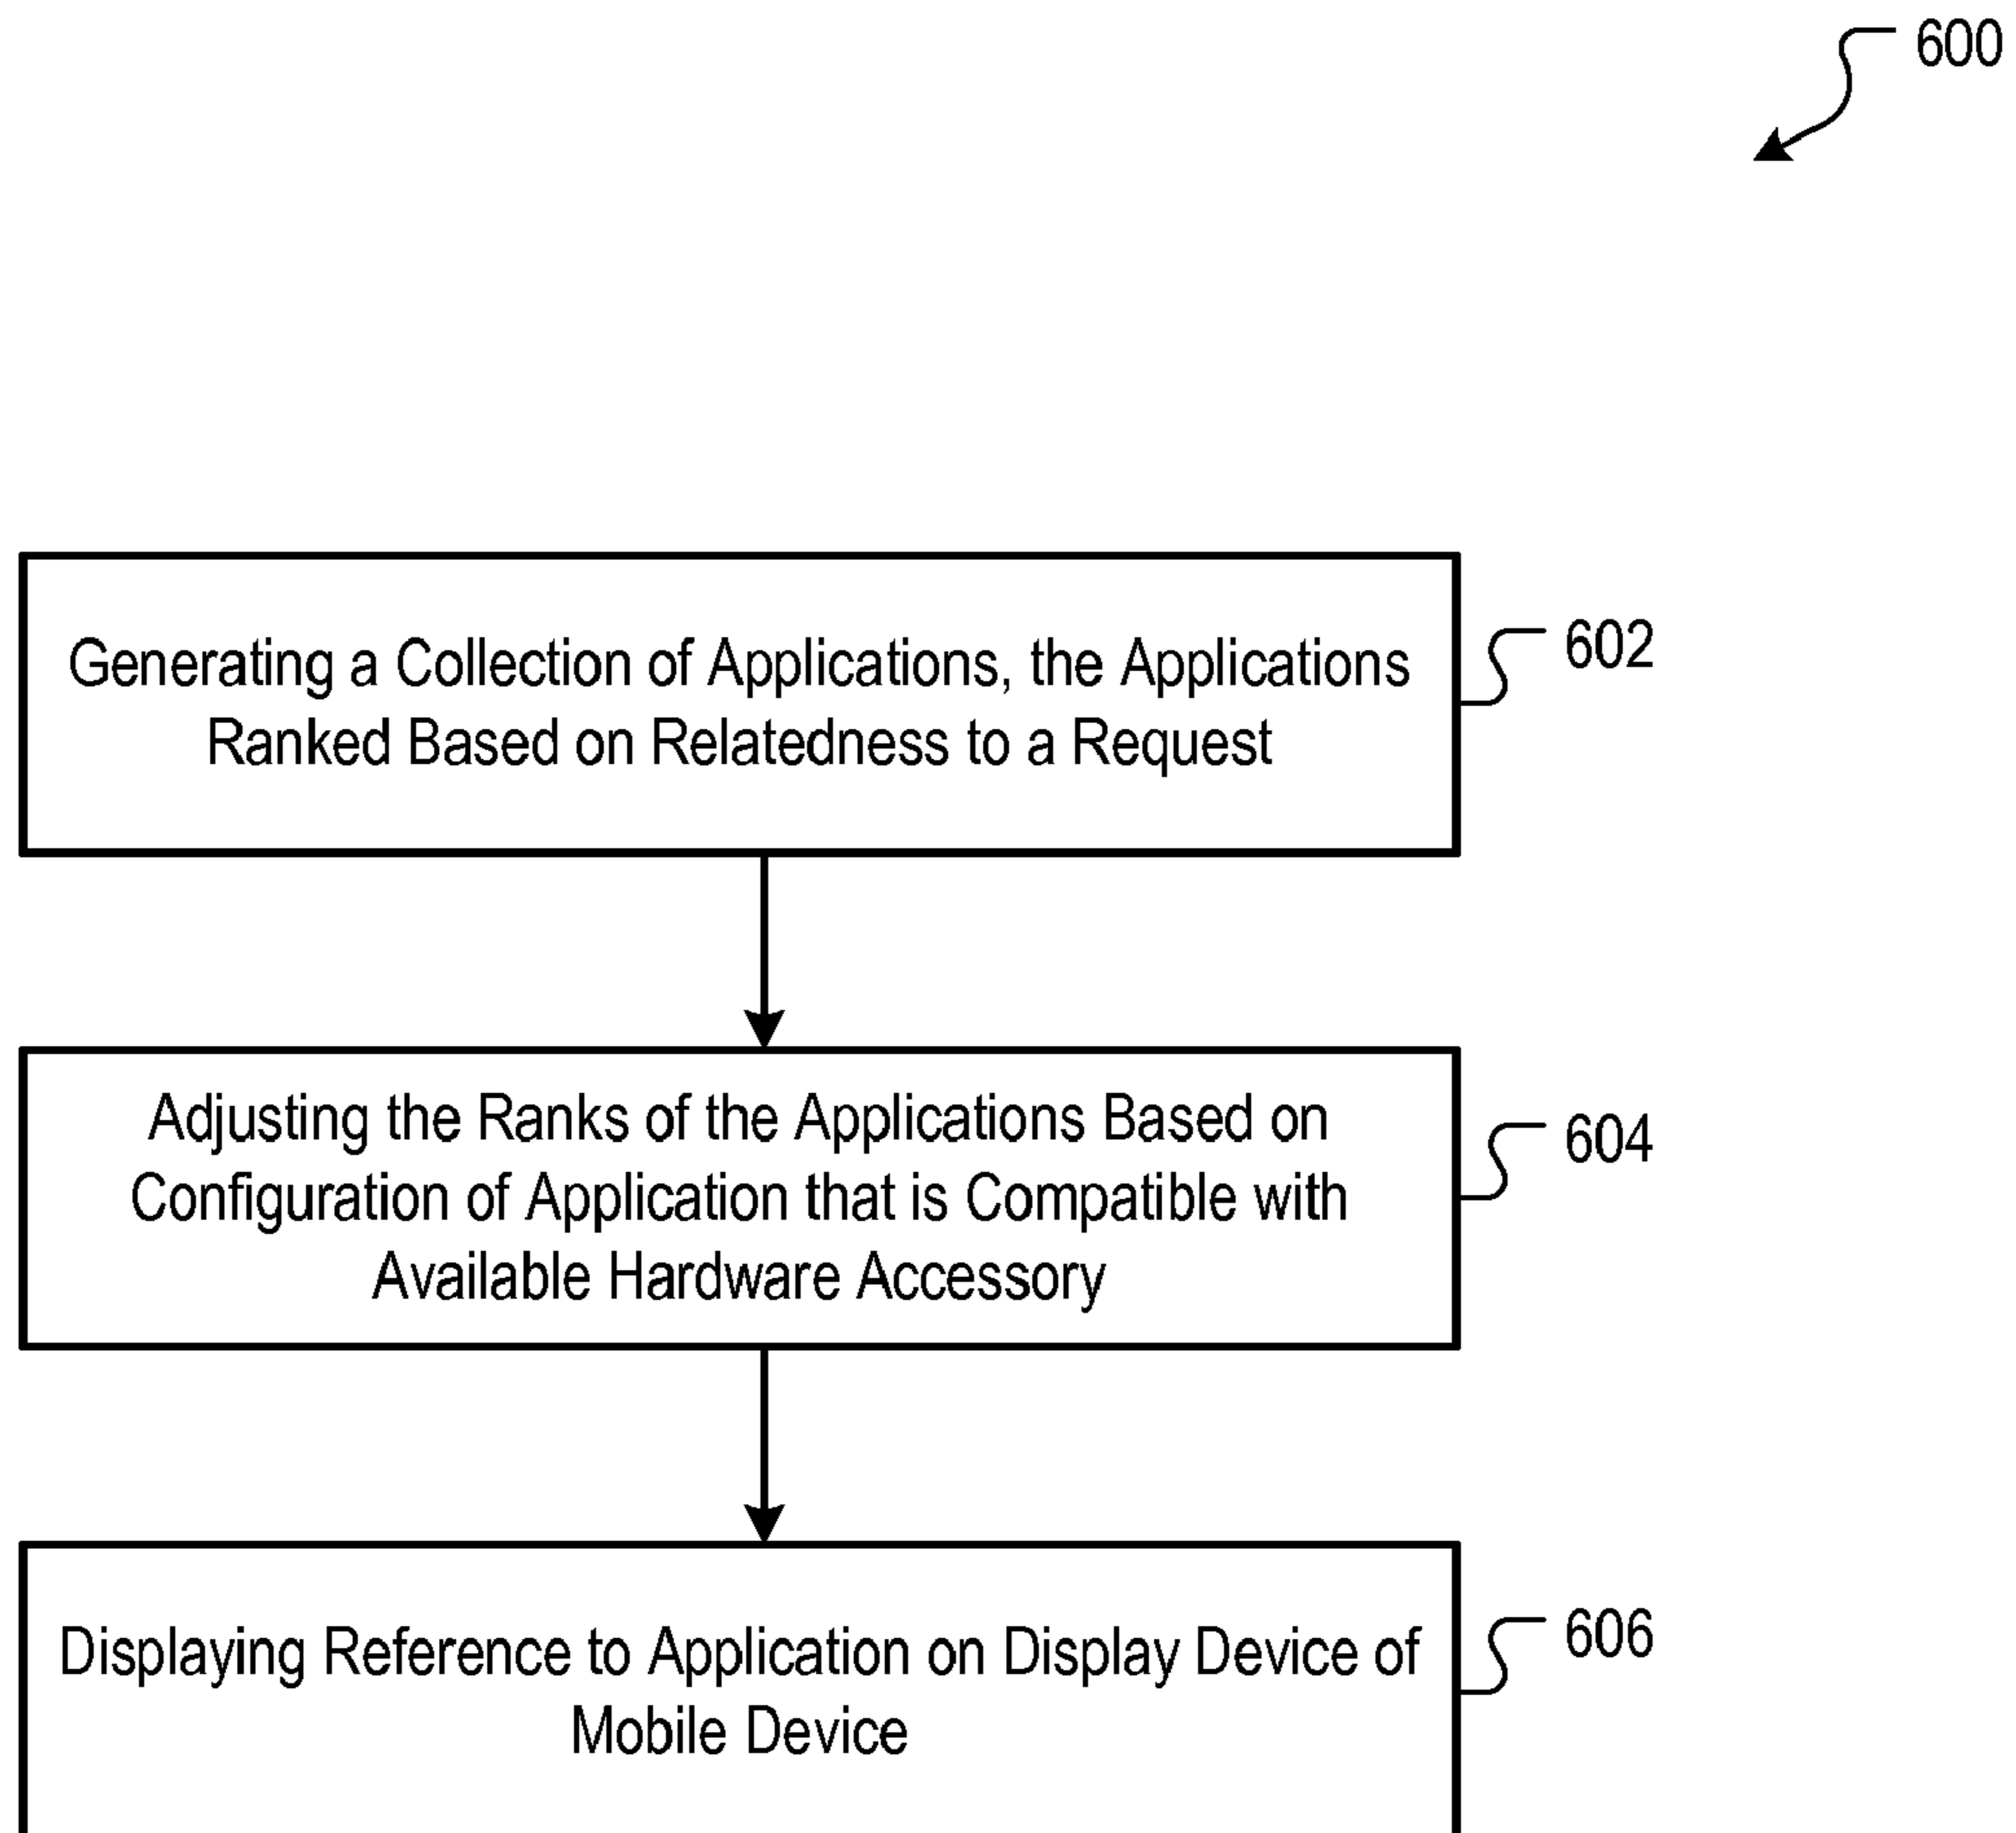 600
Generating a Collection of Applications, the Applications
Ranked Based on Relatedness to a Request
602
Adjusting the Ranks of the Applications Based on
Configuration of Application that is Compatible with
Available Hardware Accessory
604
Displaying Reference to Application on Display Device of
Mobile Device
606